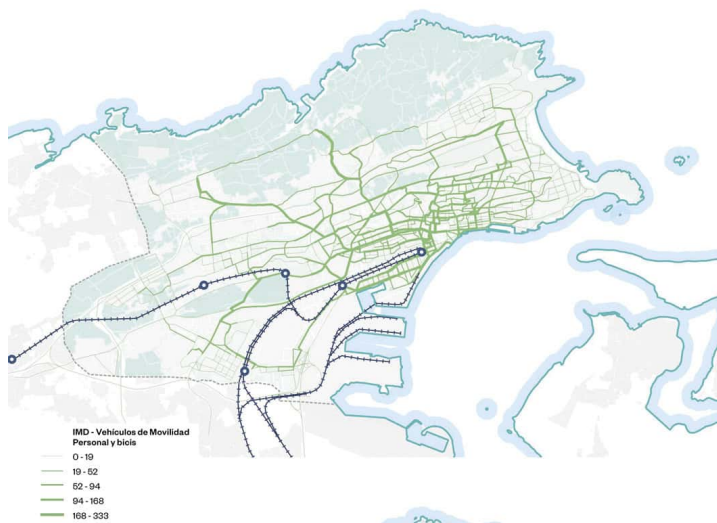 IMD - Vehículos de Movilidad
Personal y bicis
0 - 19
19 - 52
52 - 94
94 - 168
168 - 333